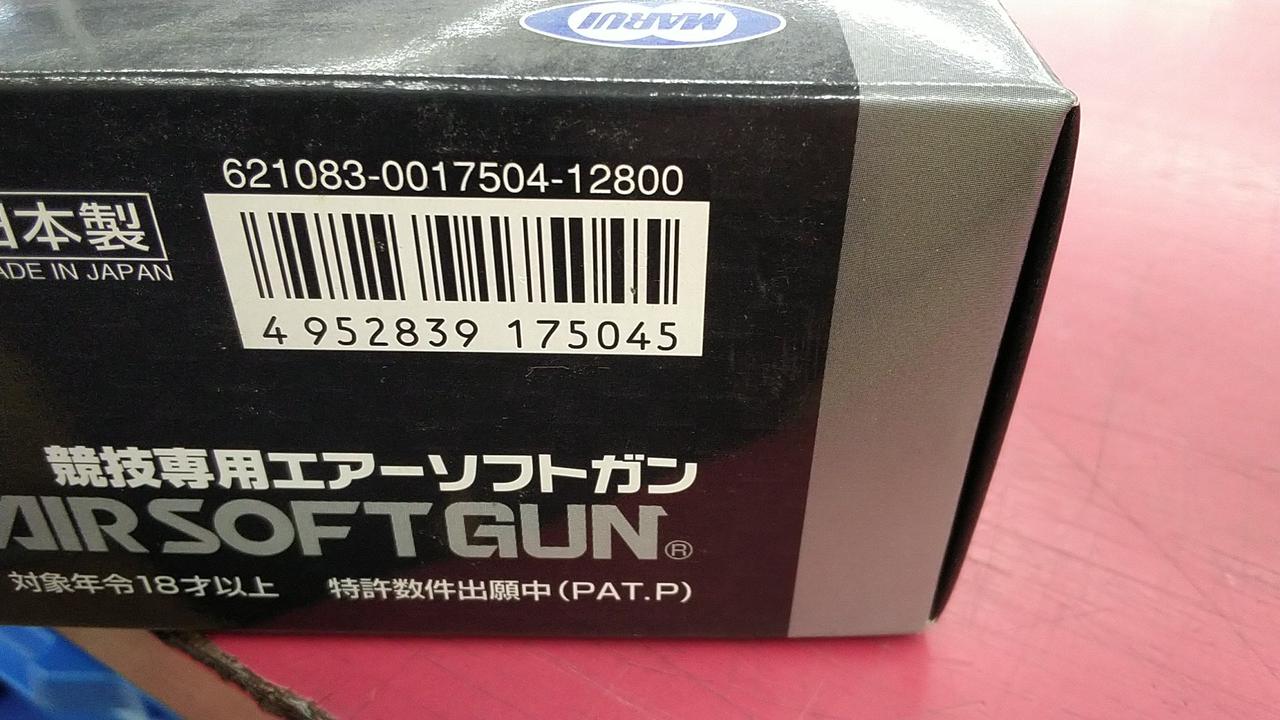 MARUI
621083-0017504-12800
日本製
MADE IN JAPAN
4 952839 175045
競技専用エアーソフトガン
AIR SOFT GUN®
対象年令18才以上 特許数件出願中(PAT.P)